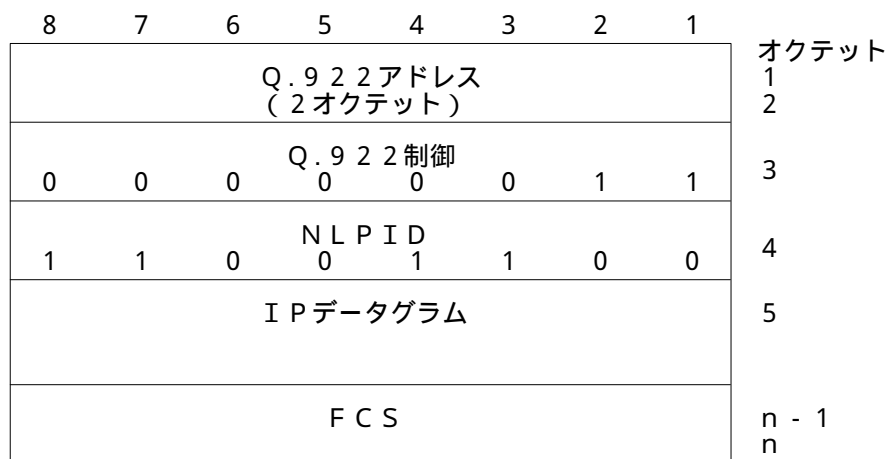 8 7 6 5 4 3 2 1
オクテット
Q.922アドレス 1
(2オクテット) 2
Q.922制御
0 0 0 0 0 0 1 1 3
NLPID
1 1 0 0 1 1 0 0 4
IPデータグラム 5
FCS n-1
n